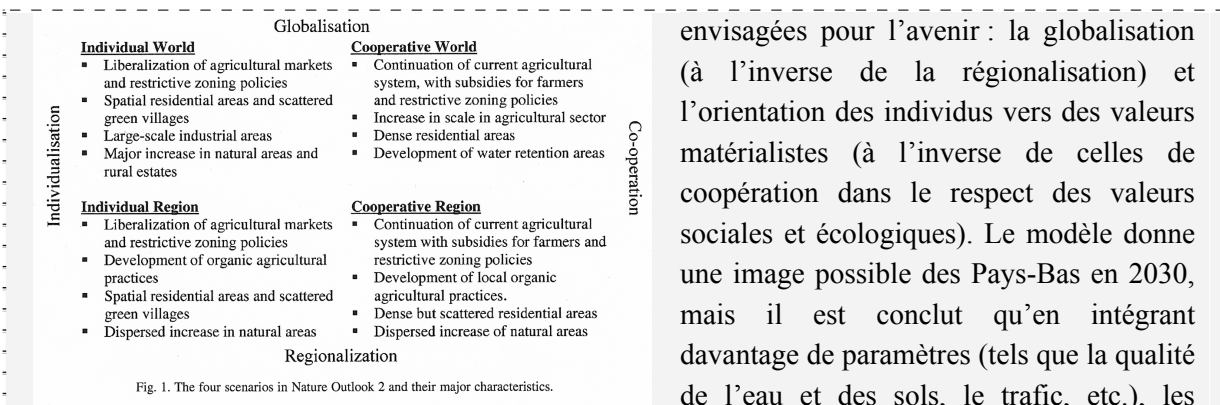 Globalisation
Individualisation
Individual World
▪ Liberalization of agricultural markets
and restrictive zoning policies
▪ Spatial residential areas and scattered
green villages
▪ Large-scale industrial areas
▪ Major increase in natural areas and
rural estates
Cooperative World
▪ Continuation of current agricultural
system, with subsidies for farmers
and restrictive zoning policies
▪ Increase in scale in agricultural sector
▪ Dense residential areas
▪ Development of water retention areas
Co-operation
Individual Region
▪ Liberalization of agricultural markets
and restrictive zoning policies
▪ Development of organic agricultural
practices
▪ Spatial residential areas and scattered
green villages
▪ Dispersed increase in natural areas
Cooperative Region
▪ Continuation of current agricultural
system with subsidies for farmers and
restrictive zoning policies
▪ Development of local organic
agricultural practices.
▪ Dense but scattered residential areas
▪ Dispersed increase of natural areas
Regionalization
Fig. 1. The four scenarios in Nature Outlook 2 and their major characteristics.
envisagées pour l'avenir : la globalisation
(à l'inverse de la régionalisation) et
l'orientation des individus vers des valeurs
matérialistes (à l'inverse de celles de
coopération dans le respect des valeurs
sociales et écologiques). Le modèle donne
une image possible des Pays-Bas en 2030,
mais il est conclut qu'en intégrant
davantage de paramètres (tels que la qualité
de l'eau et des sols, le trafic, etc.), les